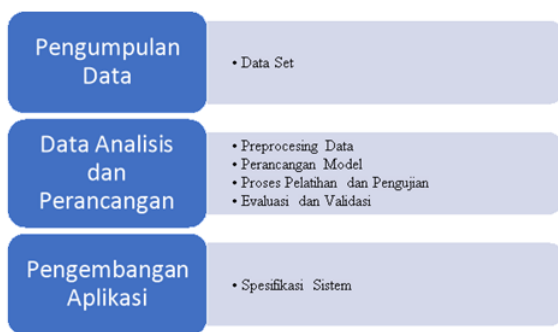 Pengumpulan
Data
• Data Set
Data Analisis
dan
Perancangan
• Preprocesing Data
• Perancangan Model
• Proses Pelatihan dan Pengujian
• Evaluasi dan Validasi
Pengembangan
Aplikasi
• Spesifikasi Sistem